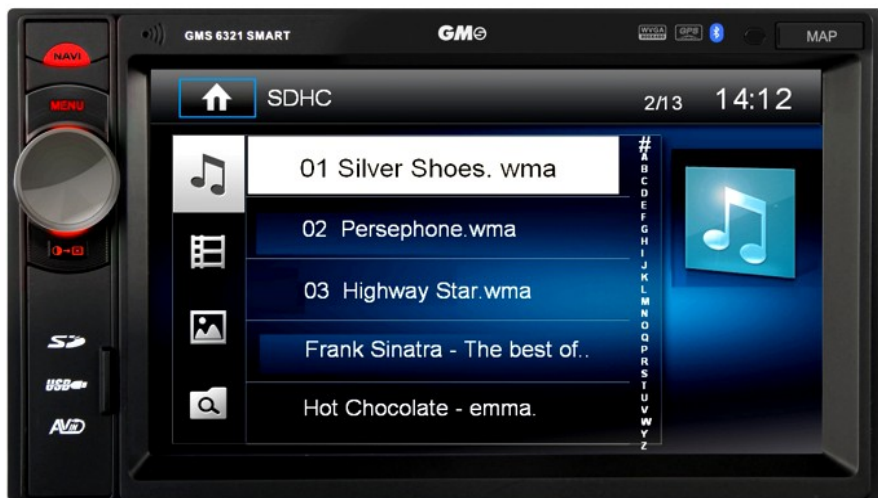 GMS 6321 SMART
GMS
WVGA
GPS
MAP
NAVI
MENU
SDHC
2/13
14:12
01 Silver Shoes. wma
02 Persephone.wma
03 Highway Star.wma
Frank Sinatra - The best of..
Hot Chocolate - emma.
#
A
B
C
D
E
F
G
H
I
J
K
L
M
N
O
Q
P
R
S
T
U
V
W
Y
Z
SD
USB
AV IN